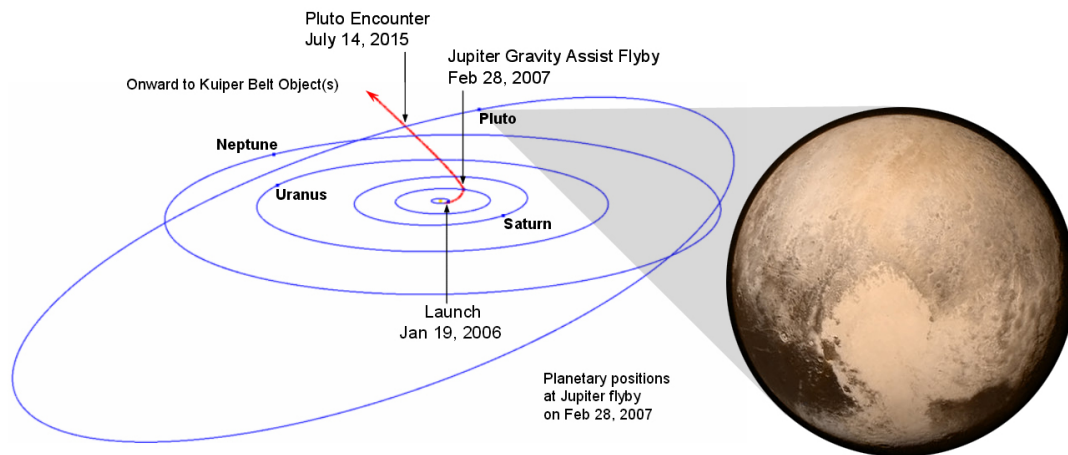 Pluto Encounter
July 14, 2015
Jupiter Gravity Assist Flyby
Feb 28, 2007
Onward to Kuiper Belt Object(s)
Pluto
Neptune
Uranus
Saturn
Launch
Jan 19, 2006
Planetary positions
at Jupiter flyby
on Feb 28, 2007